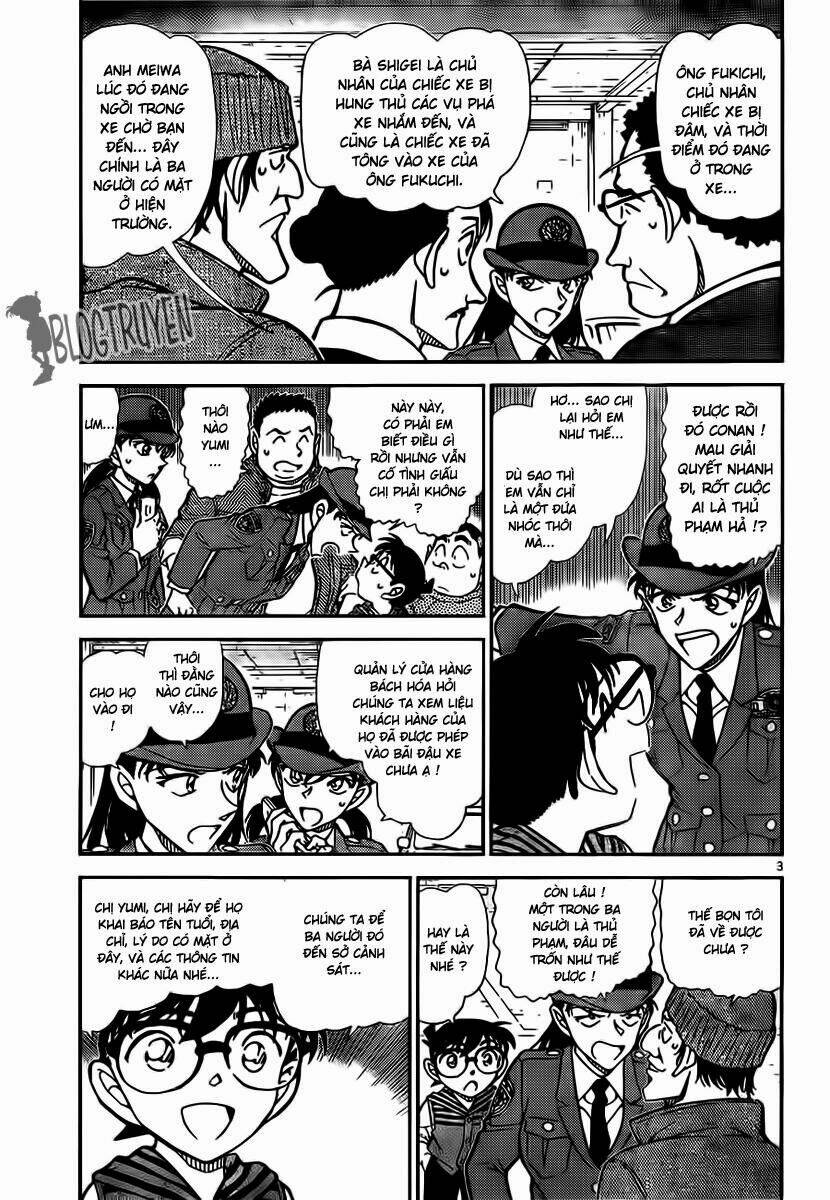 ÔNG FUKICHI,
CHỦ NHÂN
CHIẾC XE BỊ
ĐÂM, VÀ THỜI
ĐIỂM ĐÓ ĐANG
Ở TRONG
XE...
BÀ SHIGEI LÀ CHỦ
NHÂN CỦA CHIẾC XE BỊ
HUNG THỦ CÁC VỤ PHÁ
XE NHẮM ĐẾN, VÀ
CŨNG LÀ CHIẾC XE ĐÃ
TÔNG VÀO XE CỦA
ÔNG FUKUCHI.
ANH MEIWA
LÚC ĐÓ ĐANG
NGỒI TRONG
XE CHỜ BẠN
ĐẾN... ĐÂY
CHÍNH LÀ BA
NGƯỜI CÓ MẶT
Ở HIỆN
TRƯỜNG.
BLOGTRUYEN
ĐƯỢC RỒI
ĐÓ CONAN !
MAU GIẢI
QUYẾT NHANH
ĐI, RỐT CUỘC
AI LÀ THỦ
PHẠM HẢ !?
HƠ... SAO CHỊ
LẠI HỎI EM
NHƯ THẾ...
DÙ SAO THÌ
EM VẪN CHỈ
LÀ MỘT ĐỨA
NHÓC THÔI
MÀ...
NÀY NÀY,
CÓ PHẢI EM
BIẾT ĐIỀU GÌ
RỒI NHƯNG VẪN
CỐ TÌNH GIẤU
CHỊ PHẢI KHÔNG
?
THÔI
NÀO
YUMI
...
ƯM...
QUẢN LÝ CỬA HÀNG
BÁCH HÓA HỎI
CHÚNG TA XEM LIỆU
KHÁCH HÀNG CỦA
HỌ ĐÃ ĐƯỢC PHÉP
VÀO BÃI ĐẬU XE
CHƯA Ạ !
THÔI
THÌ ĐẰNG
NÀO CŨNG
VẬY...
CHO HỌ
VÀO ĐI
!
3
THẾ BỌN TÔI
ĐÃ VỀ ĐƯỢC
CHƯA ?
CÒN LÂU !
MỘT TRONG BA
NGƯỜI LÀ THỦ
PHẠM, ĐÂU DỄ
TRỐN NHƯ THẾ
ĐƯỢC !
HAY LÀ
THẾ NÀY
NHÉ ?
CHÚNG TA ĐỂ
BA NGƯỜI ĐÓ
ĐẾN SỞ CẢNH
SÁT...
CHỊ YUMI, CHỊ HÃY ĐỂ HỌ
KHAI BÁO TÊN TUỔI, ĐỊA
CHỈ, LÝ DO CÓ MẶT Ở
ĐÂY, VÀ CÁC THÔNG TIN
KHÁC NỮA NHÉ...